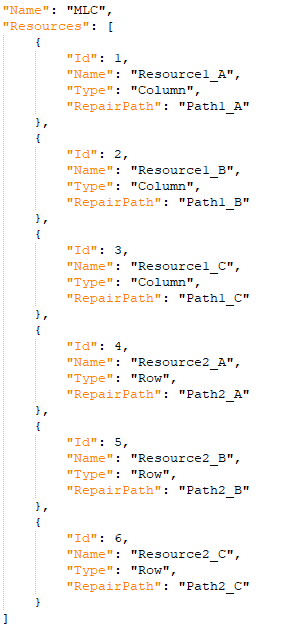 "Name": "MLC",
"Resources": [
{
"Id": 1,
"Name": "Resource1_A",
"Type": "Column",
"RepairPath": "Path1_A"
},
{
"Id": 2,
"Name": "Resource1_B",
"Type": "Column",
"RepairPath": "Path1_B"
},
{
"Id": 3,
"Name": "Resource1_C",
"Type": "Column",
"RepairPath": "Path1_C"
},
{
"Id": 4,
"Name": "Resource2_A",
"Type": "Row",
"RepairPath": "Path2_A"
},
{
"Id": 5,
"Name": "Resource2_B",
"Type": "Row",
"RepairPath": "Path2_B"
},
{
"Id": 6,
"Name": "Resource2_C",
"Type": "Row",
"RepairPath": "Path2_C"
}
]